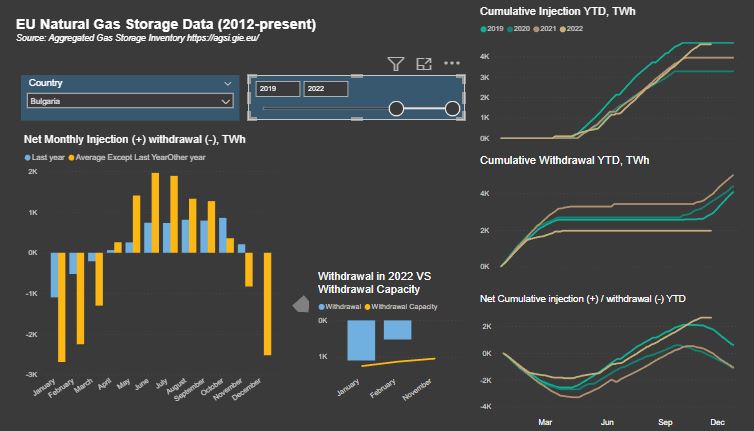 EU Natural Gas Storage Data (2012-present)
Source: Aggregated Gas Storage Inventory https://agsi.gie.eu/
Country
Bulgaria
2019
2022
Net Monthly Injection (+) withdrawal (-), TWh
Last year
Average Except Last YearOther year
2K
1K
0K
-1K
-2K
-3K
January
February
March
April
May
June
July
August
September
October
November
December
Withdrawal in 2022 VS
Withdrawal Capacity
Withdrawal
Withdrawal Capacity
0K
1K
January
February
November
Cumulative Injection YTD, TWh
2019 2020 2021 2022
4K
3K
2K
1K
0K
Cumulative Withdrawal YTD, TWh
4K
2K
0K
Net Cumulative injection (+) / withdrawal (-) YTD
2K
0K
-2K
-4K
Mar Jun Sep Dec